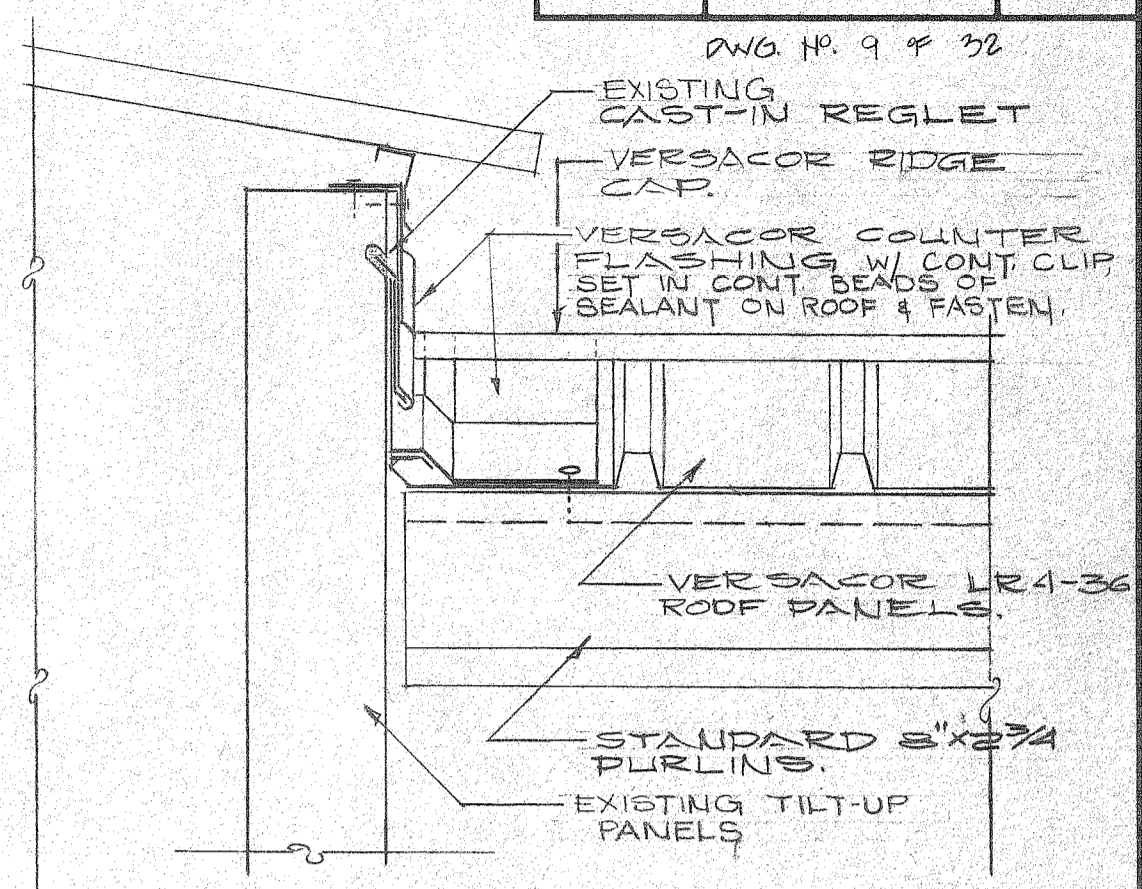 DWG. Nº. 9 OF 32
EXISTING
CAST-IN REGLET
VERSACOR RIDGE
CAP.
VERSACOR COUNTER
FLASHING W/ CONT. CLIP,
SET IN CONT. BEADS OF
SEALANT ON ROOF & FASTEN.
VERSACOR LR4-36
ROOF PANELS.
STANDARD 8"x2 3/4
PURLINS.
EXISTING TILT-UP
PANELS